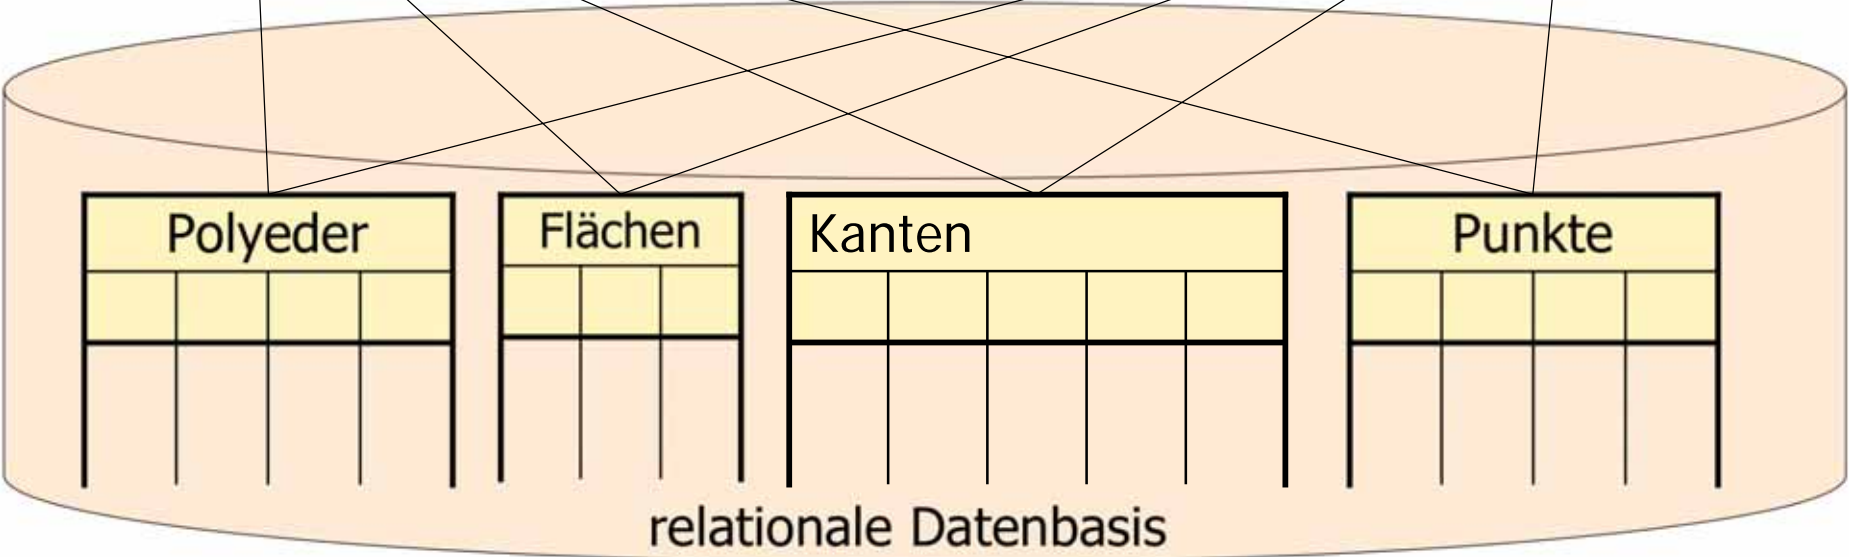 Polyeder
Flächen
Kanten
Punkte
relationale Datenbasis